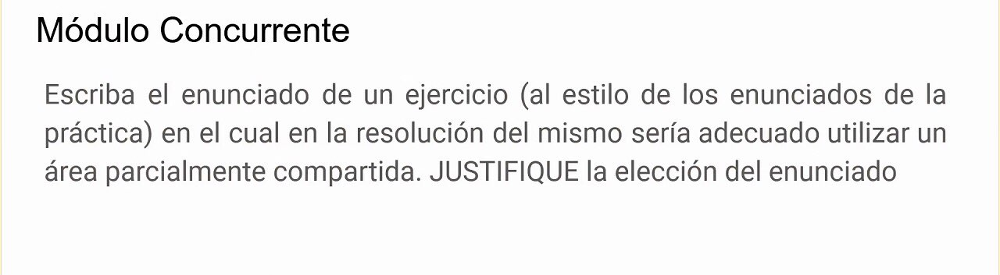 Módulo Concurrente
Escriba el enunciado de un ejercicio (al estilo de los enunciados de la
práctica) en el cual en la resolución del mismo sería adecuado utilizar un
área parcialmente compartida. JUSTIFIQUE la elección del enunciado